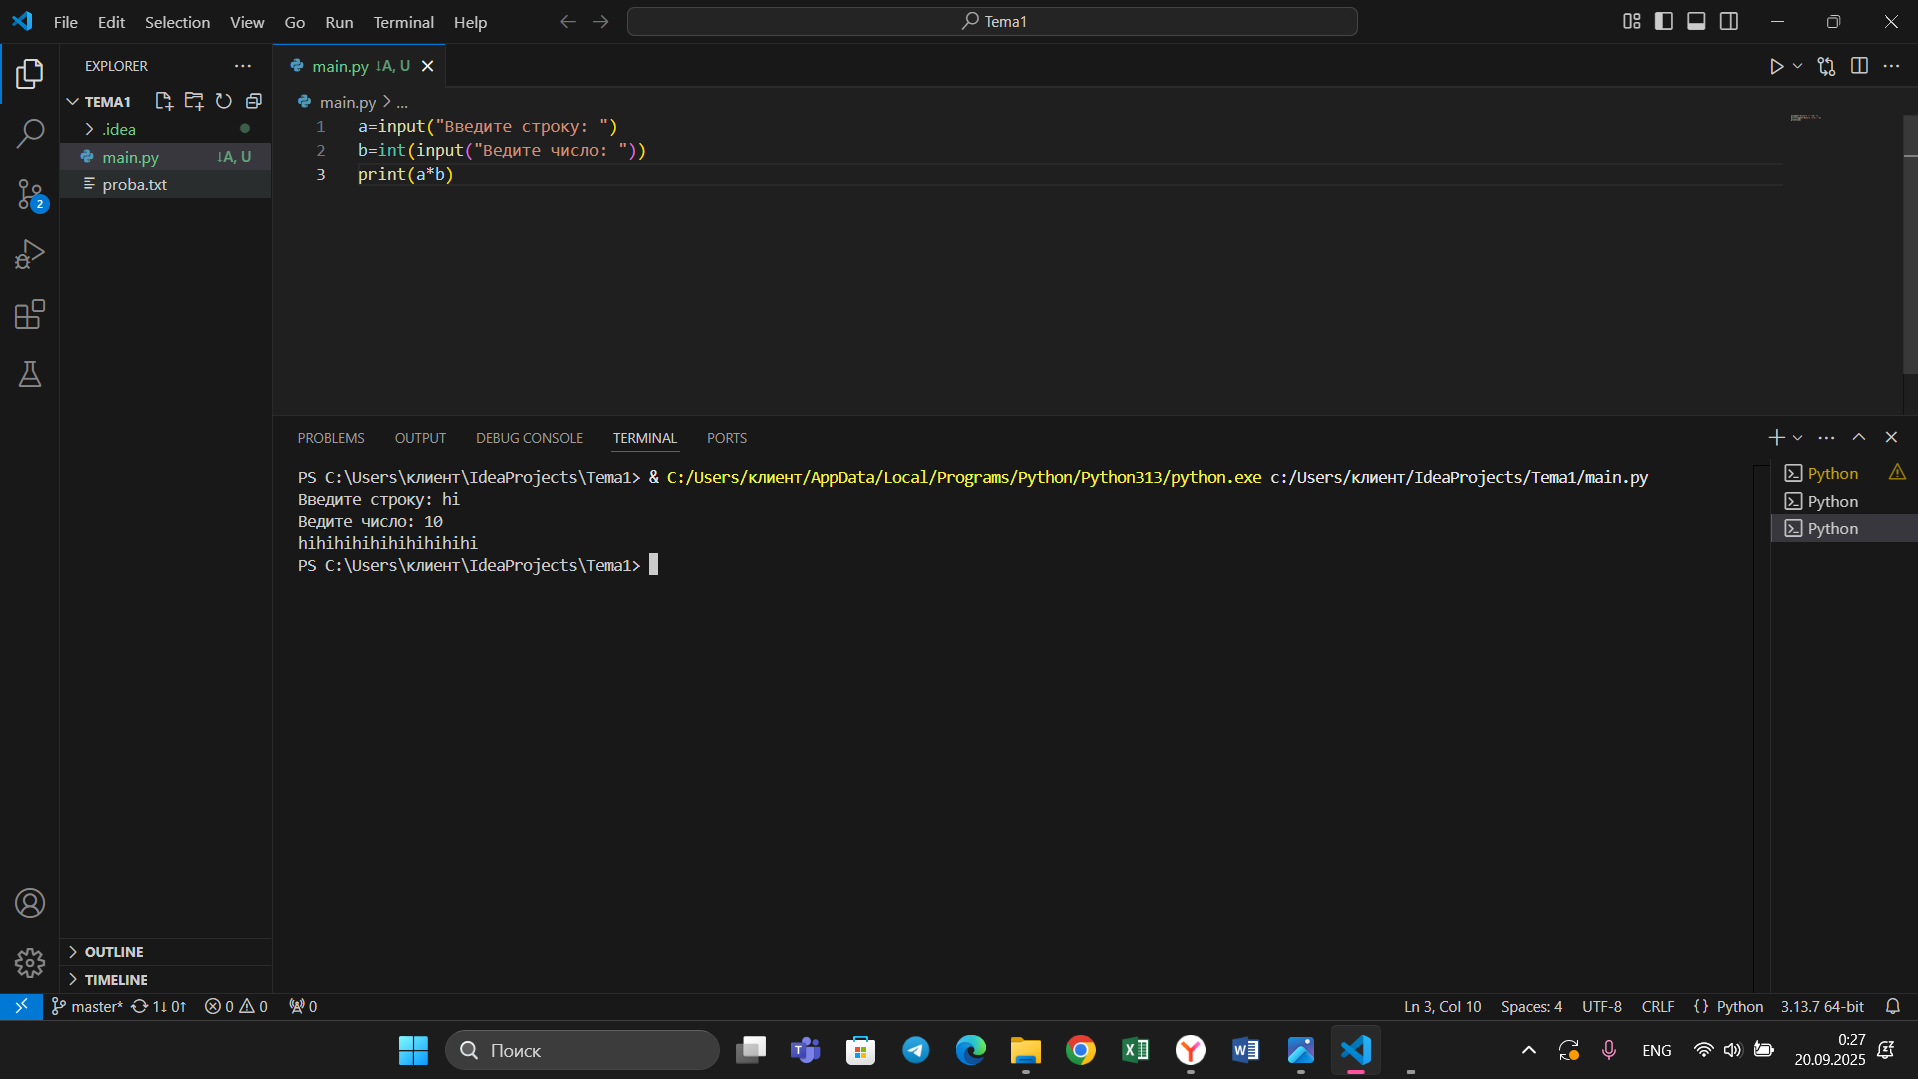 File Edit Selection View Go Run Terminal Help
Tema1
EXPLORER
TEMA1
.idea
main.py ↓A, U
proba.txt
OUTLINE
TIMELINE
main.py ↓A, U
main.py > ...
1 a=input("Введите строку: ")
2 b=int(input("Ведите число: "))
3 print(a*b)
PROBLEMS OUTPUT DEBUG CONSOLE TERMINAL PORTS
PS C:\Users\клиент\IdeaProjects\Tema1> & C:/Users/клиент/AppData/Local/Programs/Python/Python313/python.exe c:/Users/клиент/IdeaProjects/Tema1/main.py
Введите строку: hi
Ведите число: 10
hihihihihihihihihihi
PS C:\Users\клиент\IdeaProjects\Tema1>
Python
Python
Python
2
master* 1↓ 0↑ 0 0 0
Ln 3, Col 10 Spaces: 4 UTF-8 CRLF {} Python 3.13.7 64-bit
Поиск
ENG
0:27
20.09.2025